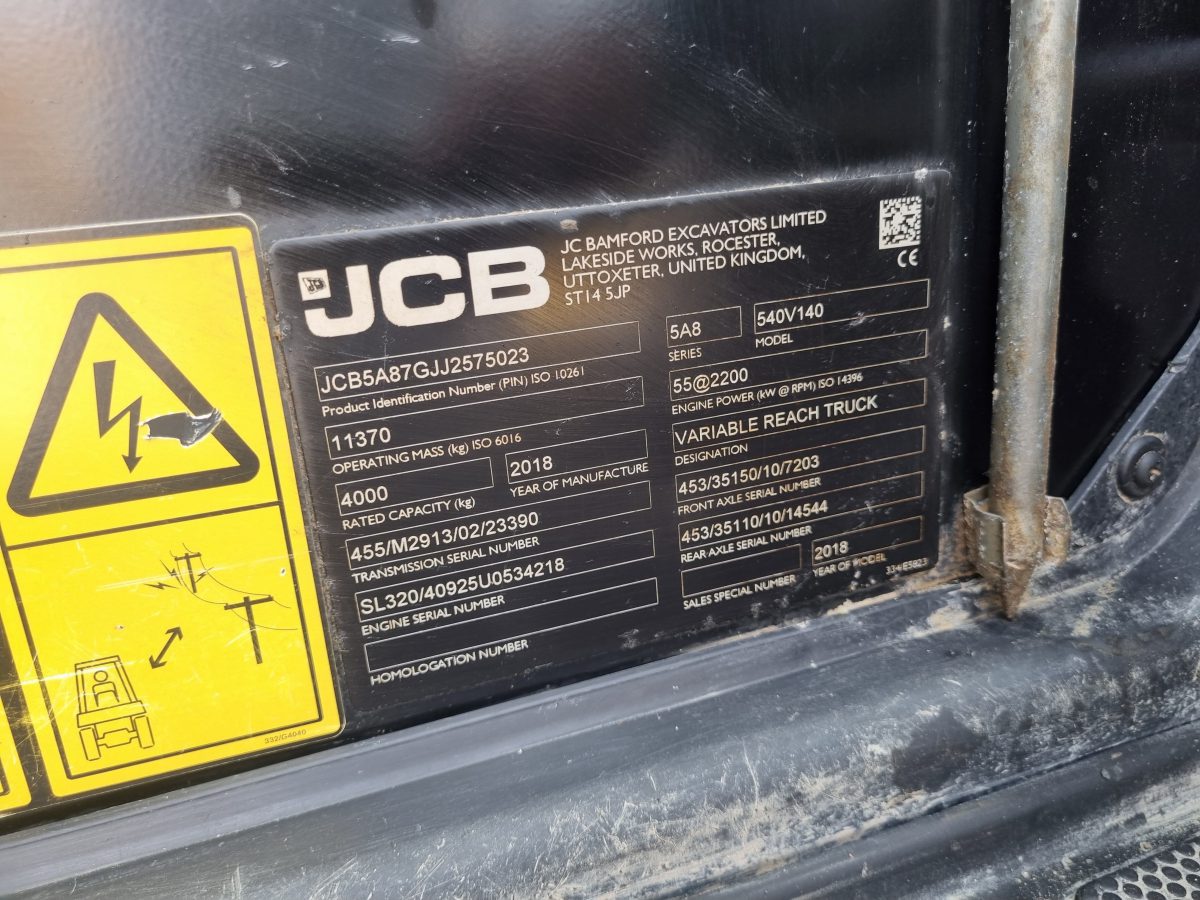 JCB
JC BAMFORD EXCAVATORS LIMITED
LAKESIDE WORKS, ROCESTER,
UTTOXETER, UNITED KINGDOM,
ST14 5JP
CE
JCB5A87GJJ2575023
Product Identification Number (PIN) ISO 10261
5A8
SERIES
540V140
MODEL
11370
OPERATING MASS (kg) ISO 6016
55@2200
ENGINE POWER (kW @ RPM) ISO 14396
4000
RATED CAPACITY (kg)
2018
YEAR OF MANUFACTURE
VARIABLE REACH TRUCK
DESIGNATION
455/M2913/02/23390
TRANSMISSION SERIAL NUMBER
453/35150/10/7203
FRONT AXLE SERIAL NUMBER
SL320/40925U0534218
ENGINE SERIAL NUMBER
453/35110/10/14544
REAR AXLE SERIAL NUMBER
HOMOLOGATION NUMBER
SALES SPECIAL NUMBER
2018
YEAR OF MODEL
332/G4040